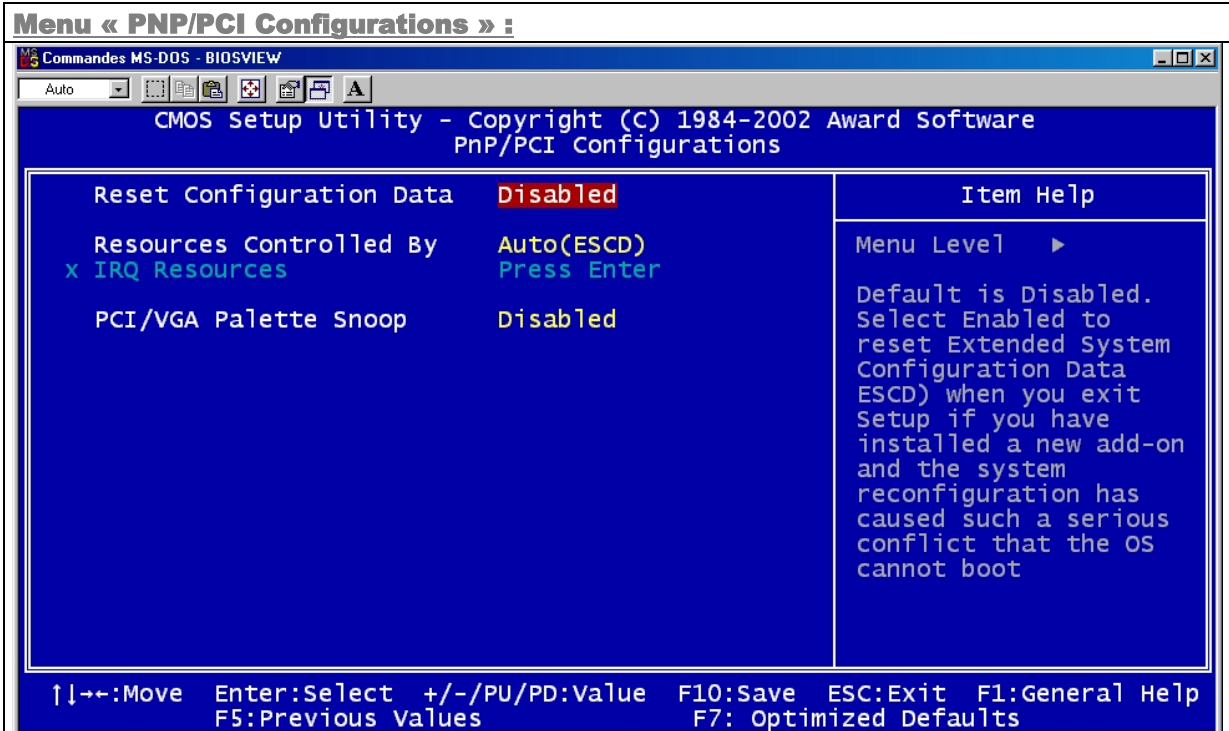 Menu « PNP/PCI Configurations » :
Commandes MS-DOS - BIOSVIEW
Auto
A
CMOS Setup Utility - Copyright (C) 1984-2002 Award Software
PnP/PCI Configurations
Reset Configuration Data Disabled
Resources Controlled By Auto(ESCD)
x IRQ Resources Press Enter
PCI/VGA Palette Snoop Disabled
Item Help
Menu Level ▶
Default is Disabled.
Select Enabled to
reset Extended System
Configuration Data
ESCD) when you exit
Setup if you have
installed a new add-on
and the system
reconfiguration has
caused such a serious
conflict that the OS
cannot boot
↑↓→←:Move Enter:Select +/-/PU/PD:Value F10:Save ESC:Exit F1:General Help
F5:Previous Values F7: Optimized Defaults